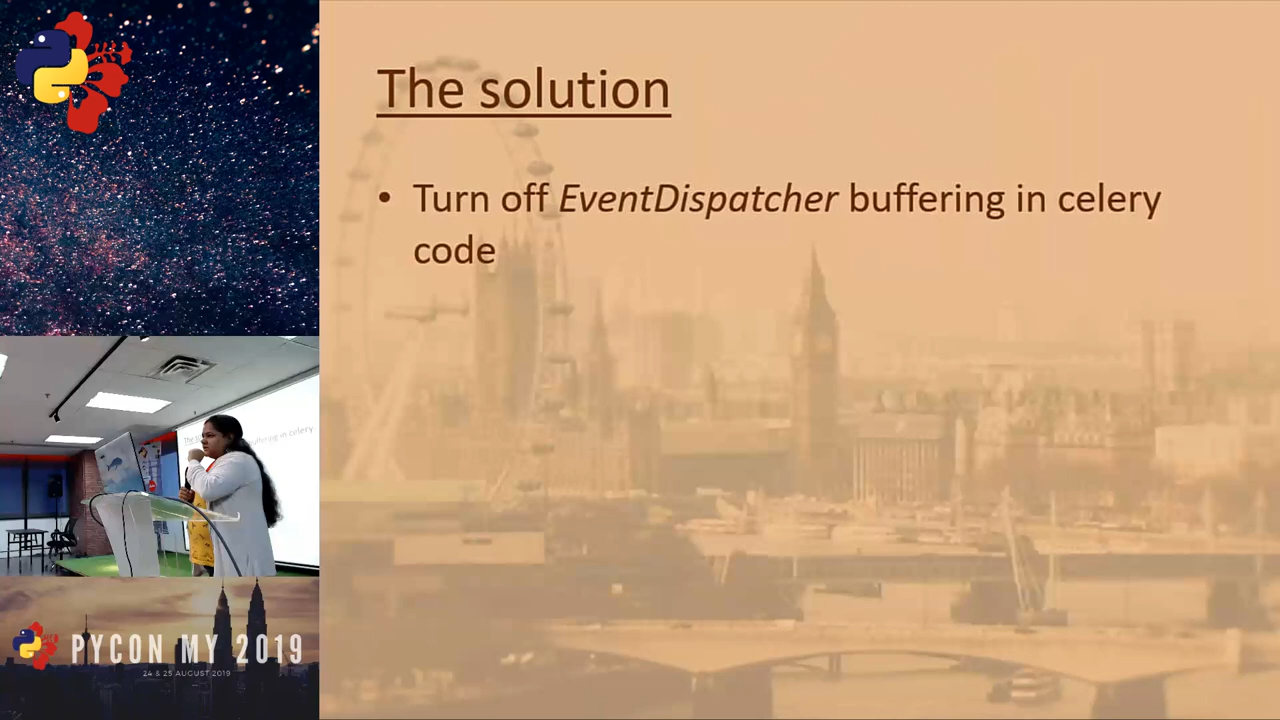 The solution
• Turn off EventDispatcher buffering in celery
code
PYCON MY 2019
24 & 25 AUGUST 2019